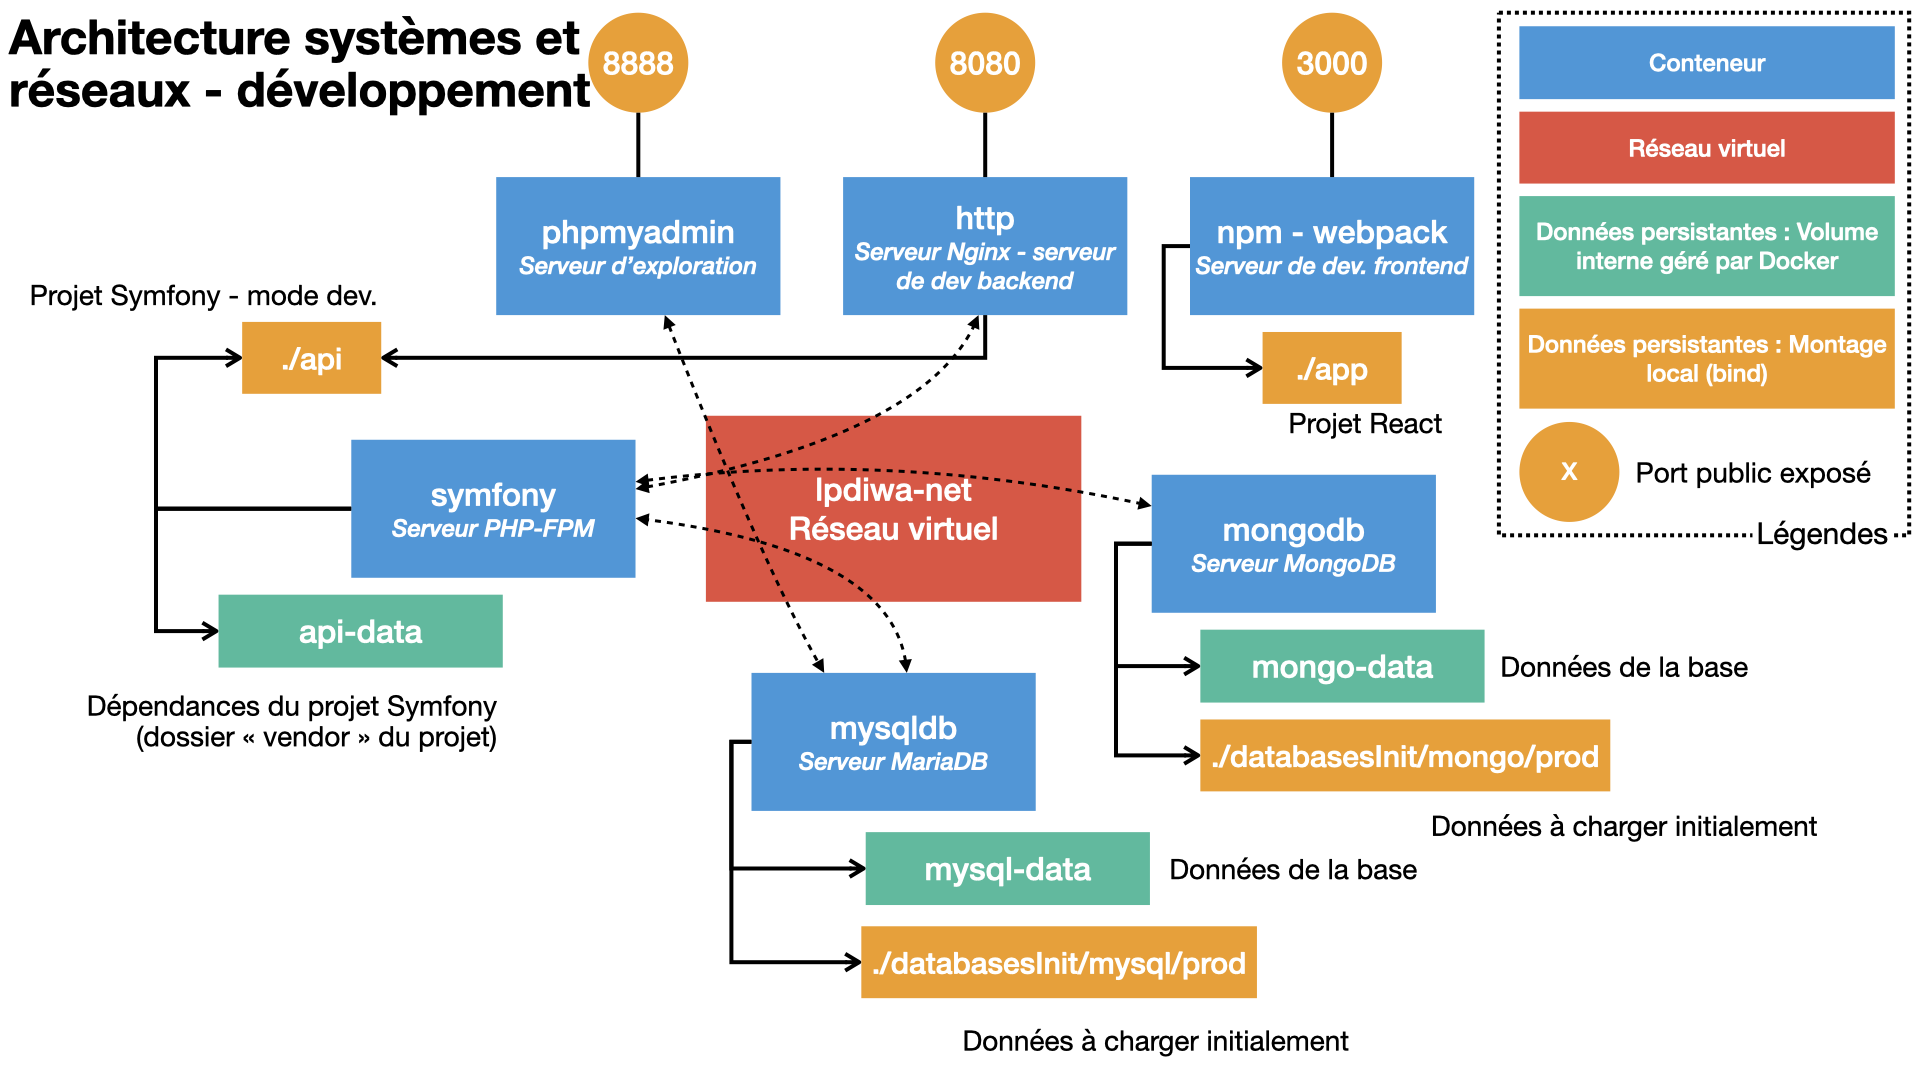 Architecture systèmes et
réseaux - développement
8888
8080
3000
phpmyadmin
Serveur d’exploration
http
Serveur Nginx - serveur
de dev backend
npm - webpack
Serveur de dev. frontend
Projet Symfony - mode dev.
./api
./app
Projet React
symfony
Serveur PHP-FPM
lpdiwa-net
Réseau virtuel
mongodb
Serveur MongoDB
api-data
Dépendances du projet Symfony
(dossier « vendor » du projet)
mongo-data
Données de la base
./databasesInit/mongo/prod
Données à charger initialement
mysqldb
Serveur MariaDB
mysql-data
Données de la base
./databasesInit/mysql/prod
Données à charger initialement
Conteneur
Réseau virtuel
Données persistantes : Volume
interne géré par Docker
Données persistantes : Montage
local (bind)
X
Port public exposé
Légendes